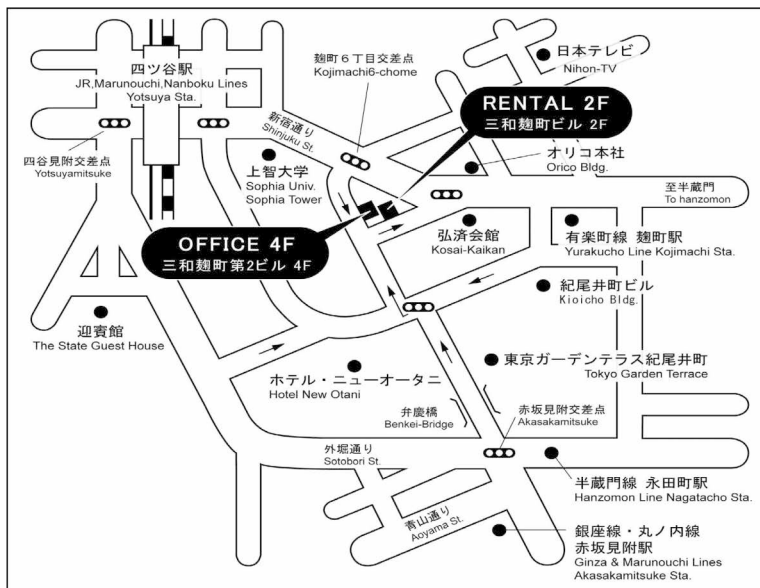 四ツ谷駅
JR,Marunouchi,Nanboku Lines
Yotsuya Sta.
麹町6丁目交差点
Kojimachi6-chome
日本テレビ
Nihon-TV
RENTAL 2F
三和麹町ビル 2F
新宿通り
Shinjuku St.
四谷見附交差点
Yotsuyamitsuke
上智大学
Sophia Univ.
Sophia Tower
オリコ本社
Orico Bldg.
至半蔵門
To hanzomon
OFFICE 4F
三和麹町第2ビル 4F
弘済会館
Kosai-Kaikan
有楽町線 麹町駅
Yurakucho Line Kojimachi Sta.
紀尾井町ビル
Kioicho Bldg.
迎賓館
The State Guest House
ホテル・ニューオータニ
Hotel New Otani
東京ガーデンテラス紀尾井町
Tokyo Garden Terrace
弁慶橋
Benkei-Bridge
赤坂見附交差点
Akasakamitsuke
外堀通り
Sotobori St.
半蔵門線 永田町駅
Hanzomon Line Nagatacho Sta.
青山通り
Aoyama St.
銀座線・丸ノ内線
赤坂見附駅
Ginza & Marunouchi Lines
Akasakamitsuke Sta.